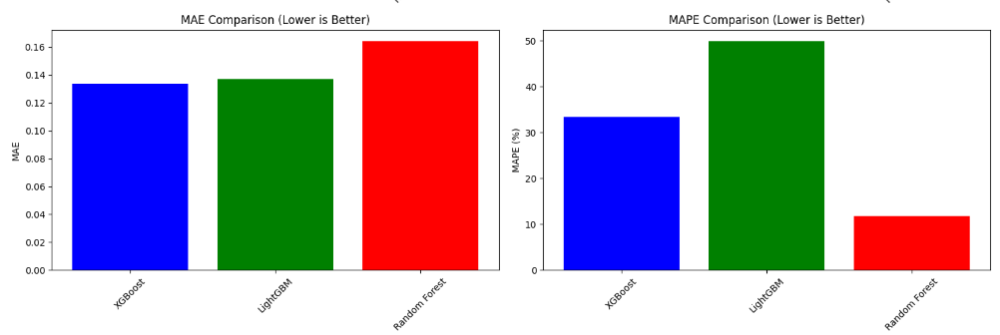 MAE Comparison (Lower is Better)
MAE
0.16
0.14
0.12
0.10
0.08
0.06
0.04
0.02
0.00
XGBoost
LightGBM
Random Forest
MAPE Comparison (Lower is Better)
MAPE (%)
50
40
30
20
10
0
XGBoost
LightGBM
Random Forest